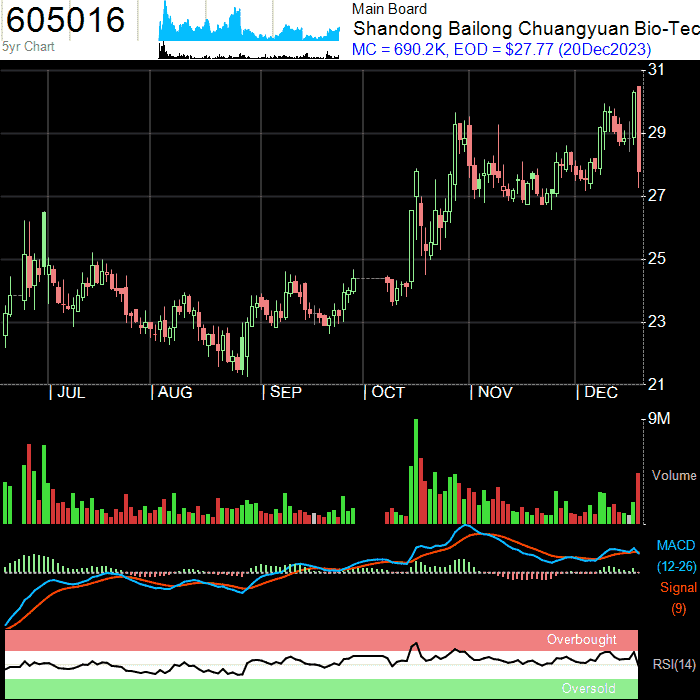 605016
5yr Chart
Main Board
Shandong Bailong Chuangyuan Bio-Tec
MC = 690.2K, EOD = $27.77 (20Dec2023)
31
29
27
25
23
21
| JUL | AUG | SEP | OCT | NOV | DEC
9M
Volume
MACD
(12-26)
Signal
(9)
Overbought
RSI(14)
Oversold